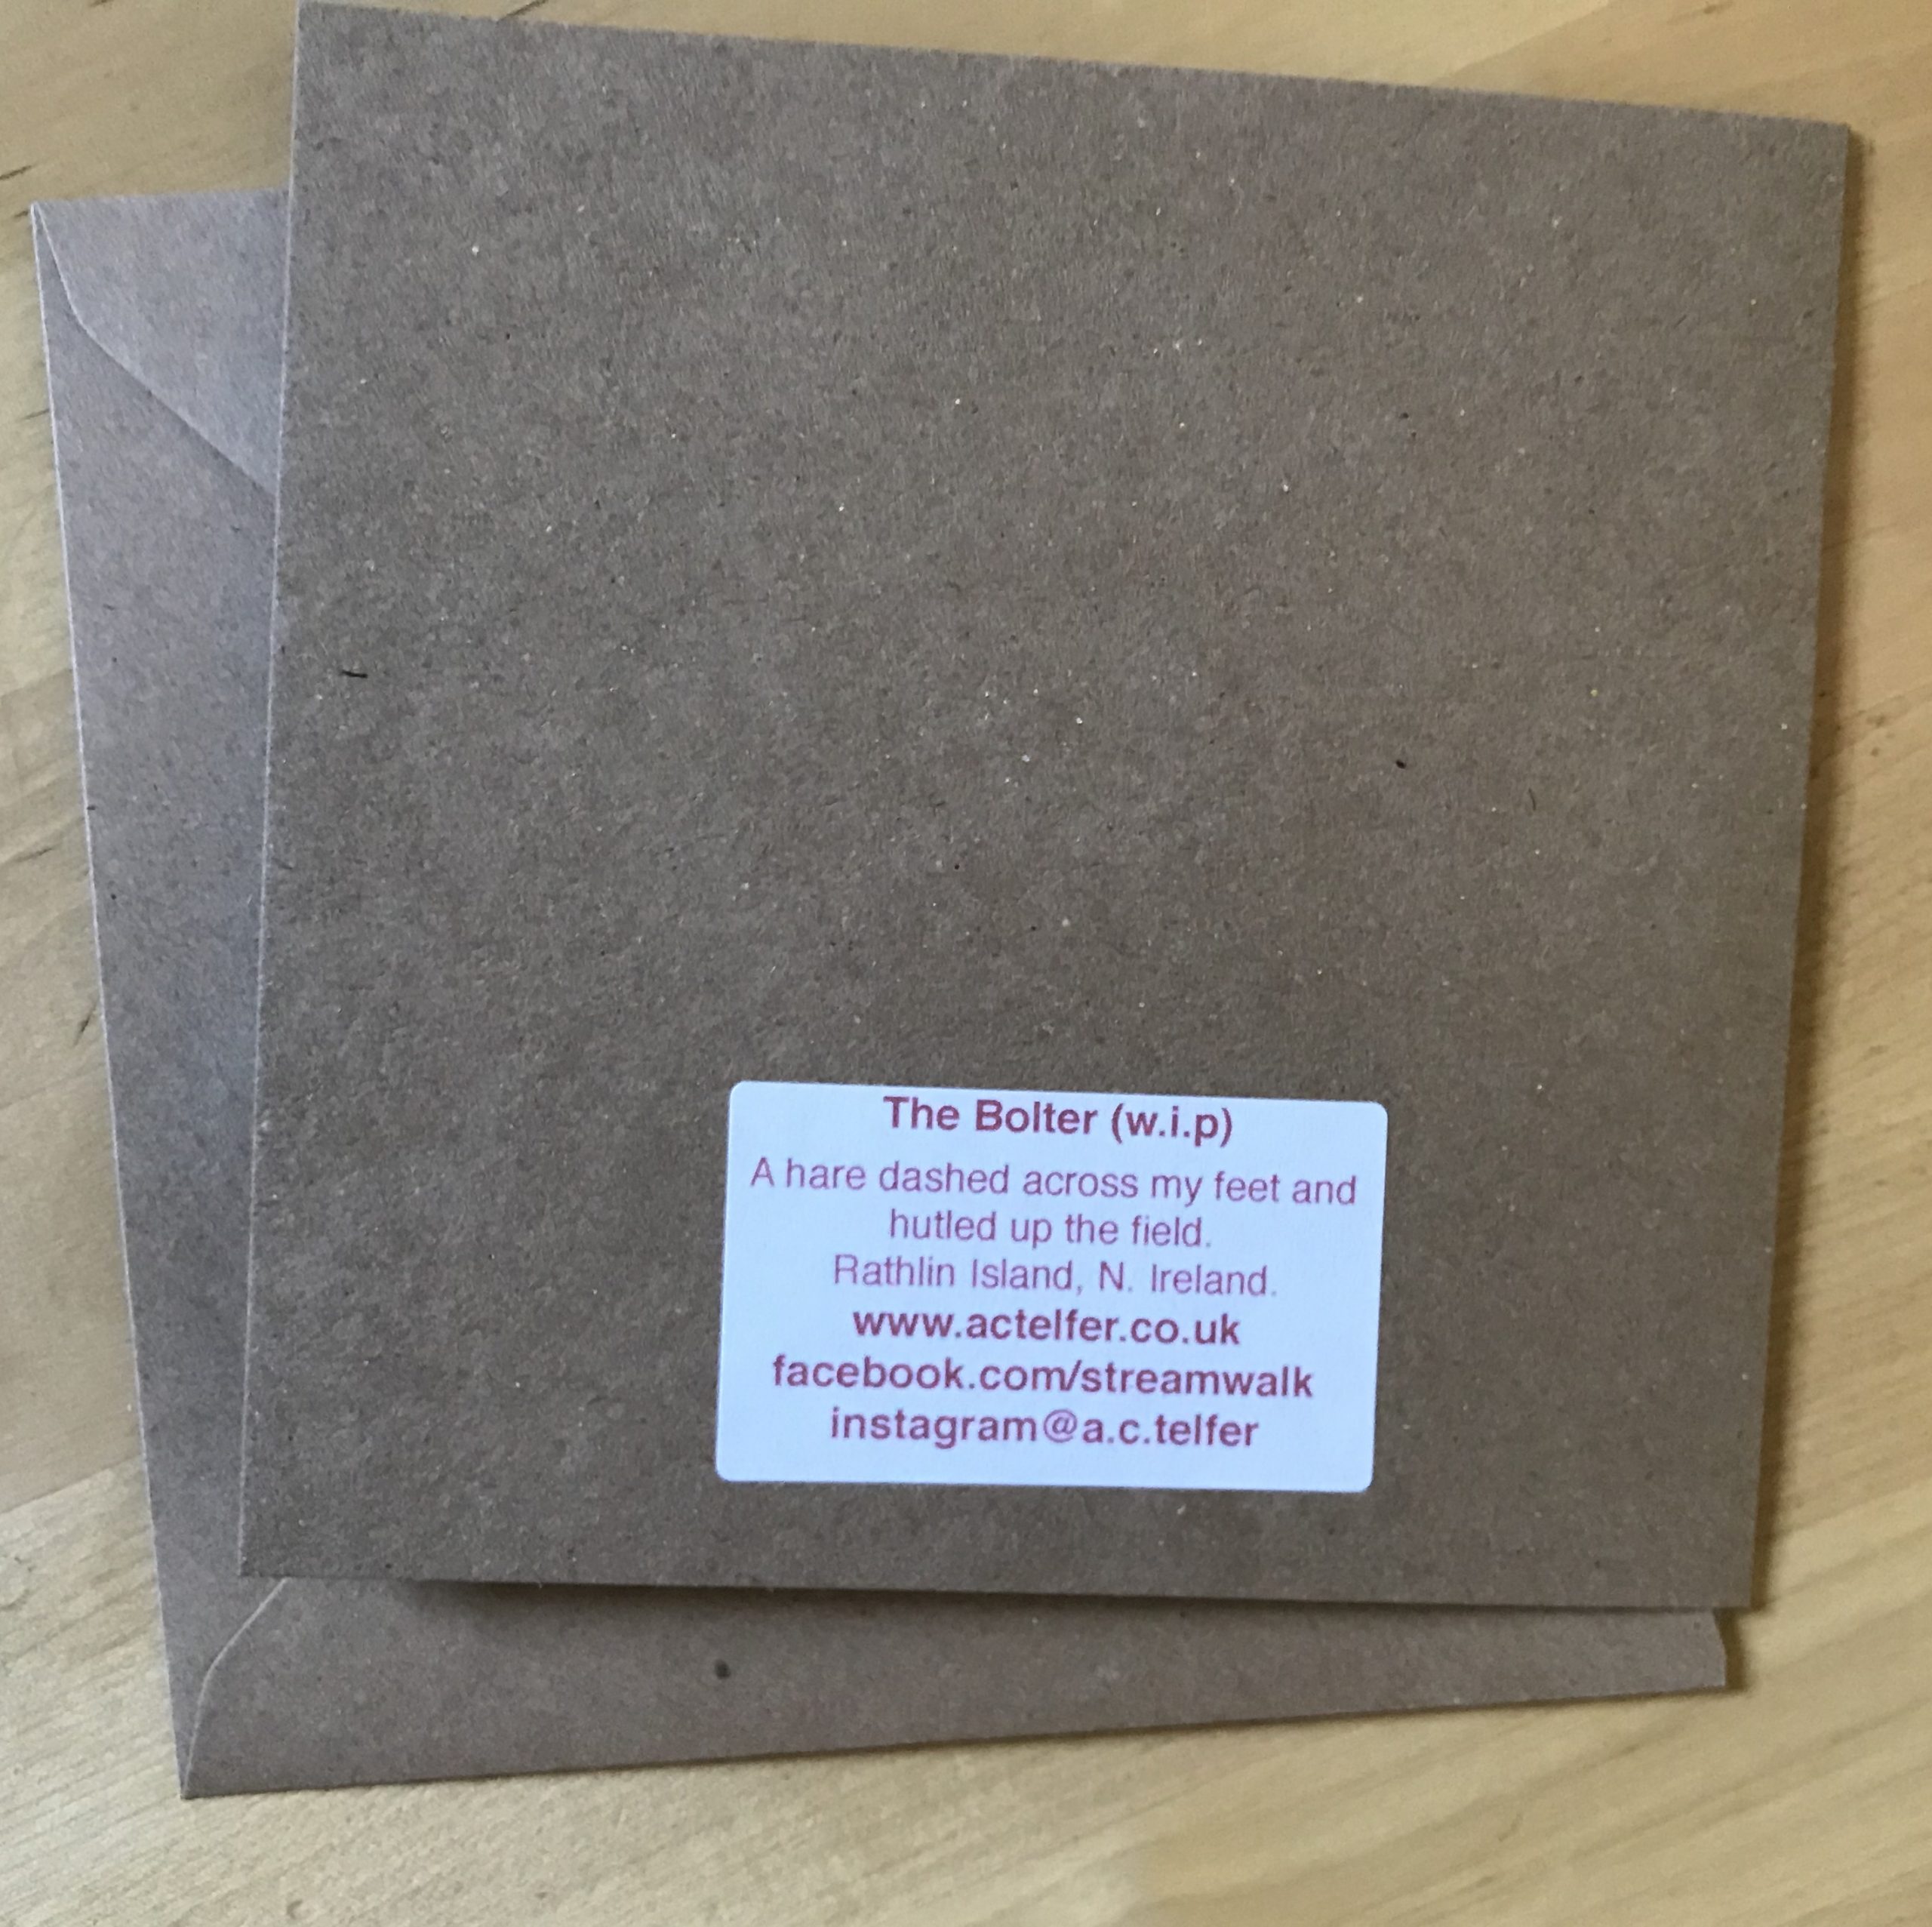 The Bolter (w.i.p)
A hare dashed across my feet and
hutled up the field.
Rathlin Island, N. Ireland.
www.actelfer.co.uk
facebook.com/streamwalk
instagram@a.c.telfer